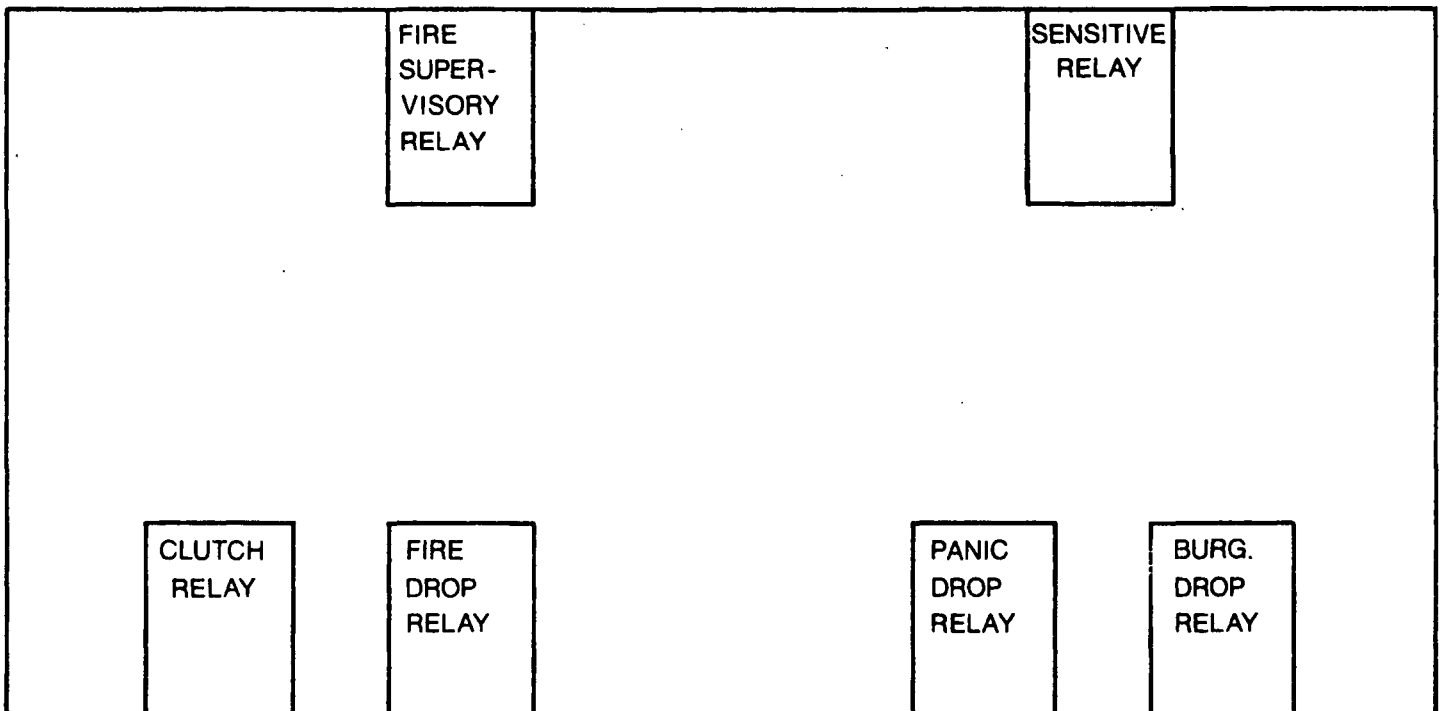 FIRE
SUPER-
VISORY
RELAY
SENSITIVE
RELAY
CLUTCH
RELAY
FIRE
DROP
RELAY
PANIC
DROP
RELAY
BURG.
DROP
RELAY